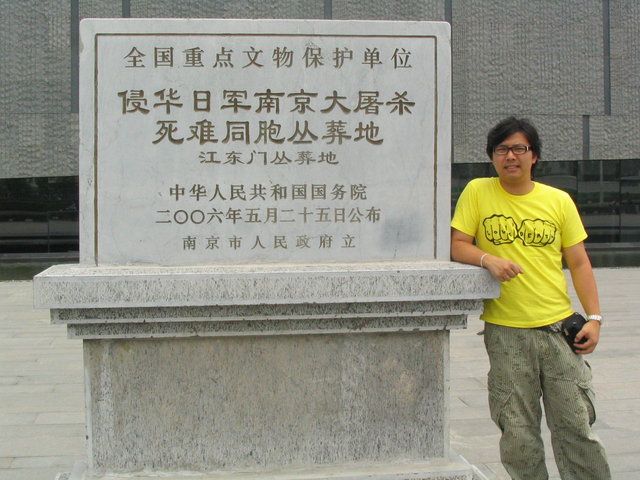 全国重点文物保护单位
侵华日军南京大屠杀
死难同胞丛葬地
江东门丛葬地
中华人民共和国国务院
二〇〇六年五月二十五日公布
南京市人民政府立